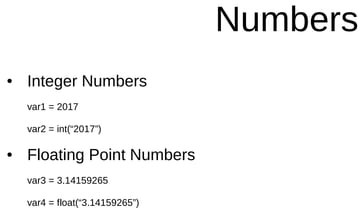 Numbers
• Integer Numbers
var1 = 2017
var2 = int(“2017”)
• Floating Point Numbers
var3 = 3.14159265
var4 = float(“3.14159265”)